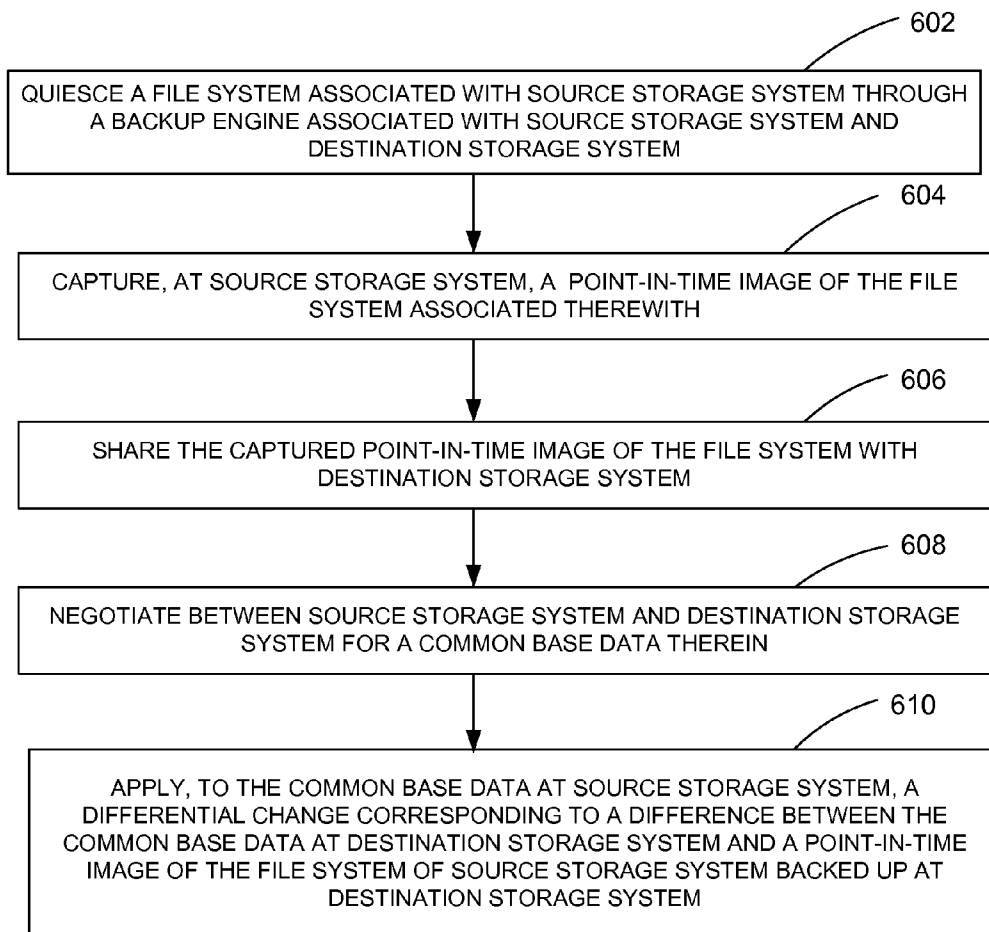 602
QUIESCE A FILE SYSTEM ASSOCIATED WITH SOURCE STORAGE SYSTEM THROUGH
A BACKUP ENGINE ASSOCIATED WITH SOURCE STORAGE SYSTEM AND
DESTINATION STORAGE SYSTEM
604
CAPTURE, AT SOURCE STORAGE SYSTEM, A POINT-IN-TIME IMAGE OF THE FILE
SYSTEM ASSOCIATED THEREWITH
606
SHARE THE CAPTURED POINT-IN-TIME IMAGE OF THE FILE SYSTEM WITH
DESTINATION STORAGE SYSTEM
608
NEGOTIATE BETWEEN SOURCE STORAGE SYSTEM AND DESTINATION STORAGE
SYSTEM FOR A COMMON BASE DATA THEREIN
610
APPLY, TO THE COMMON BASE DATA AT SOURCE STORAGE SYSTEM, A
DIFFERENTIAL CHANGE CORRESPONDING TO A DIFFERENCE BETWEEN THE
COMMON BASE DATA AT DESTINATION STORAGE SYSTEM AND A POINT-IN-TIME
IMAGE OF THE FILE SYSTEM OF SOURCE STORAGE SYSTEM BACKED UP AT
DESTINATION STORAGE SYSTEM